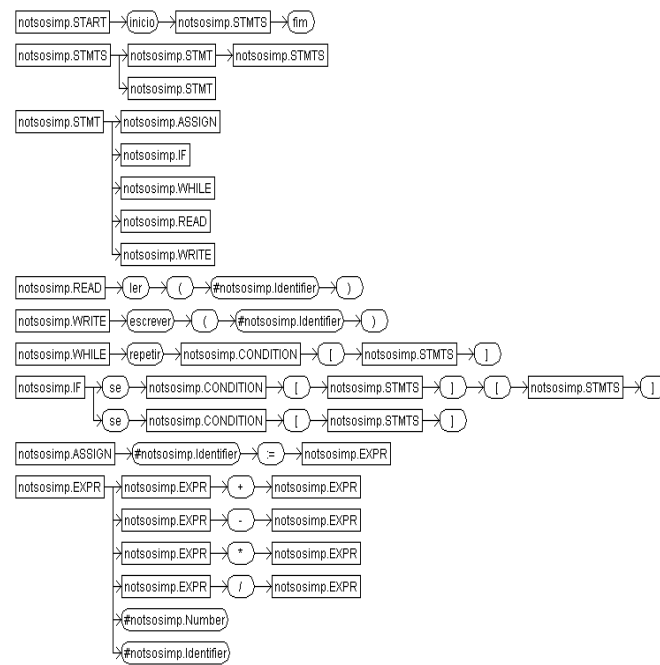 notsosimp.START inicio notsosimp.STMTS fim
notsosimp.STMTS notsosimp.STMT notsosimp.STMTS
notsosimp.STMT
notsosimp.STMT notsosimp.ASSIGN
notsosimp.IF
notsosimp.WHILE
notsosimp.READ
notsosimp.WRITE
notsosimp.READ ler ( #notsosimp.Identifier )
notsosimp.WRITE escrever ( #notsosimp.Identifier )
notsosimp.WHILE repetir notsosimp.CONDITION [ notsosimp.STMTS ]
notsosimp.IF se notsosimp.CONDITION [ notsosimp.STMTS ] [ notsosimp.STMTS ]
se notsosimp.CONDITION [ notsosimp.STMTS ]
notsosimp.ASSIGN #notsosimp.Identifier := notsosimp.EXPR
notsosimp.EXPR notsosimp.EXPR + notsosimp.EXPR
notsosimp.EXPR - notsosimp.EXPR
notsosimp.EXPR * notsosimp.EXPR
notsosimp.EXPR / notsosimp.EXPR
#notsosimp.Number
#notsosimp.Identifier